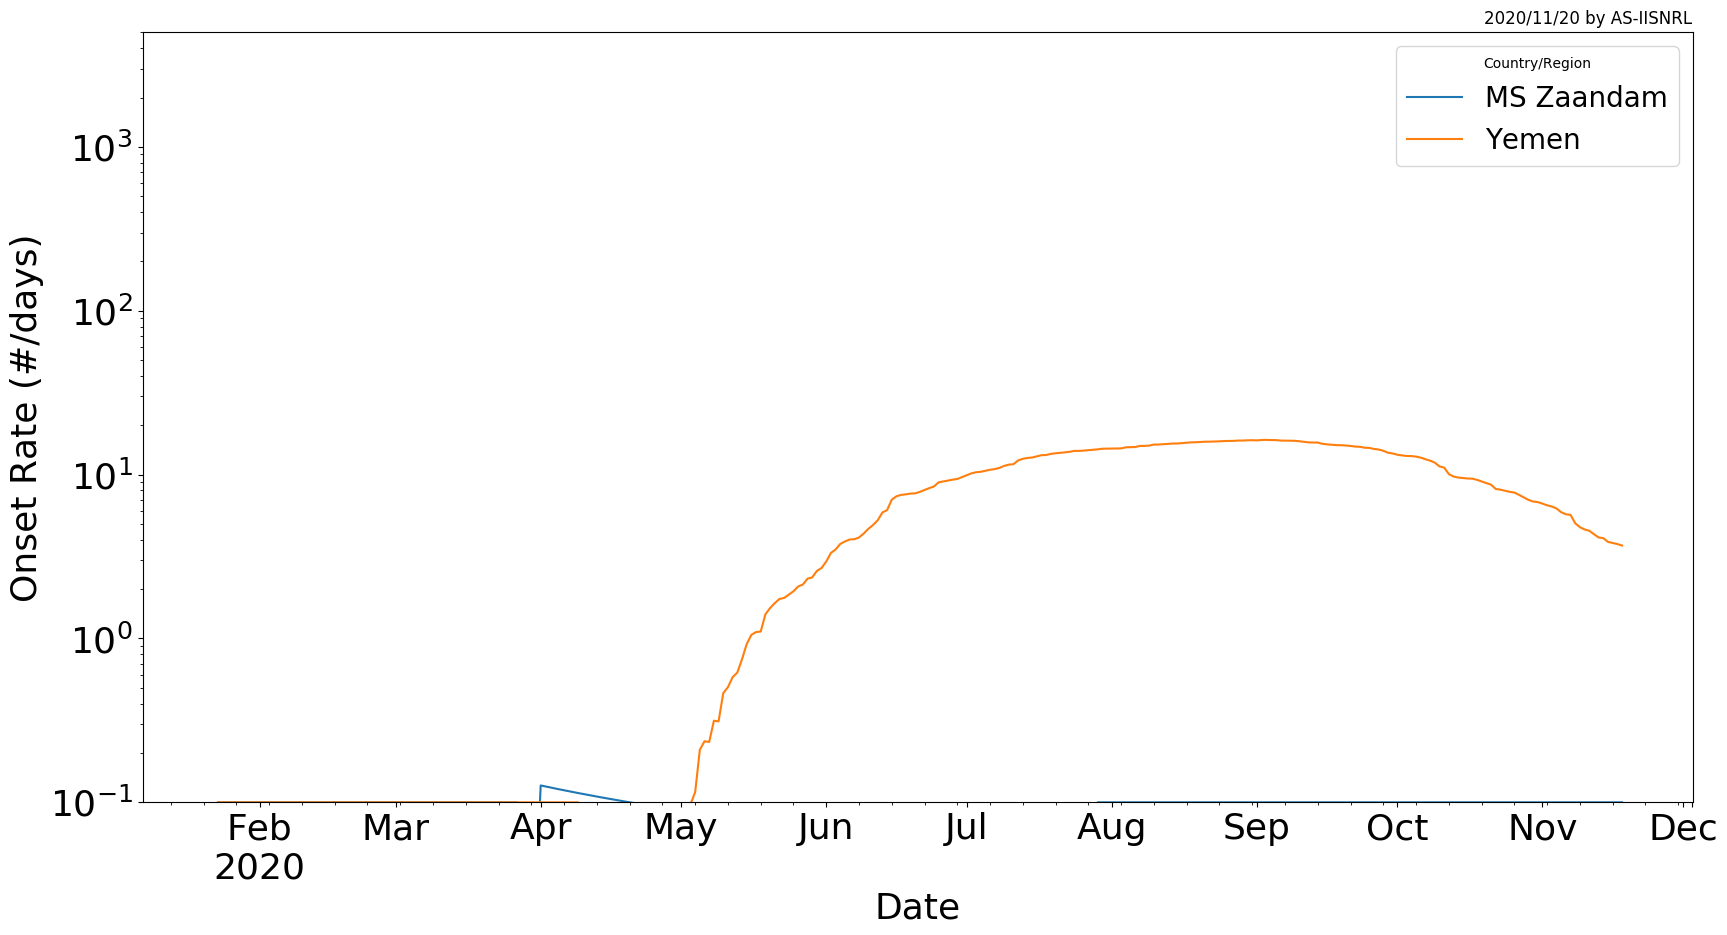 2020/11/20 by AS-IISNRL
Country/Region
MS Zaandam
Yemen
Onset Rate (#/days)
10³
10²
10¹
10⁰
10⁻¹
Feb Mar Apr May Jun Jul Aug Sep Oct Nov Dec
2020
Date